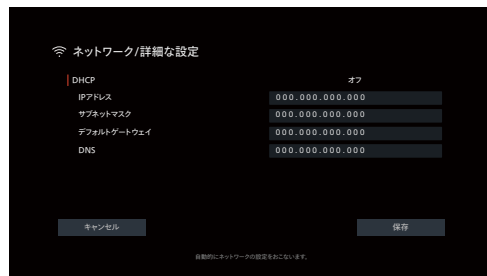 ネットワーク/詳細な設定
DHCP オフ
IPアドレス 000.000.000.000
サブネットマスク 000.000.000.000
デフォルトゲートウェイ 000.000.000.000
DNS 000.000.000.000
キャンセル 保存
自動的にネットワークの設定をおこないます。